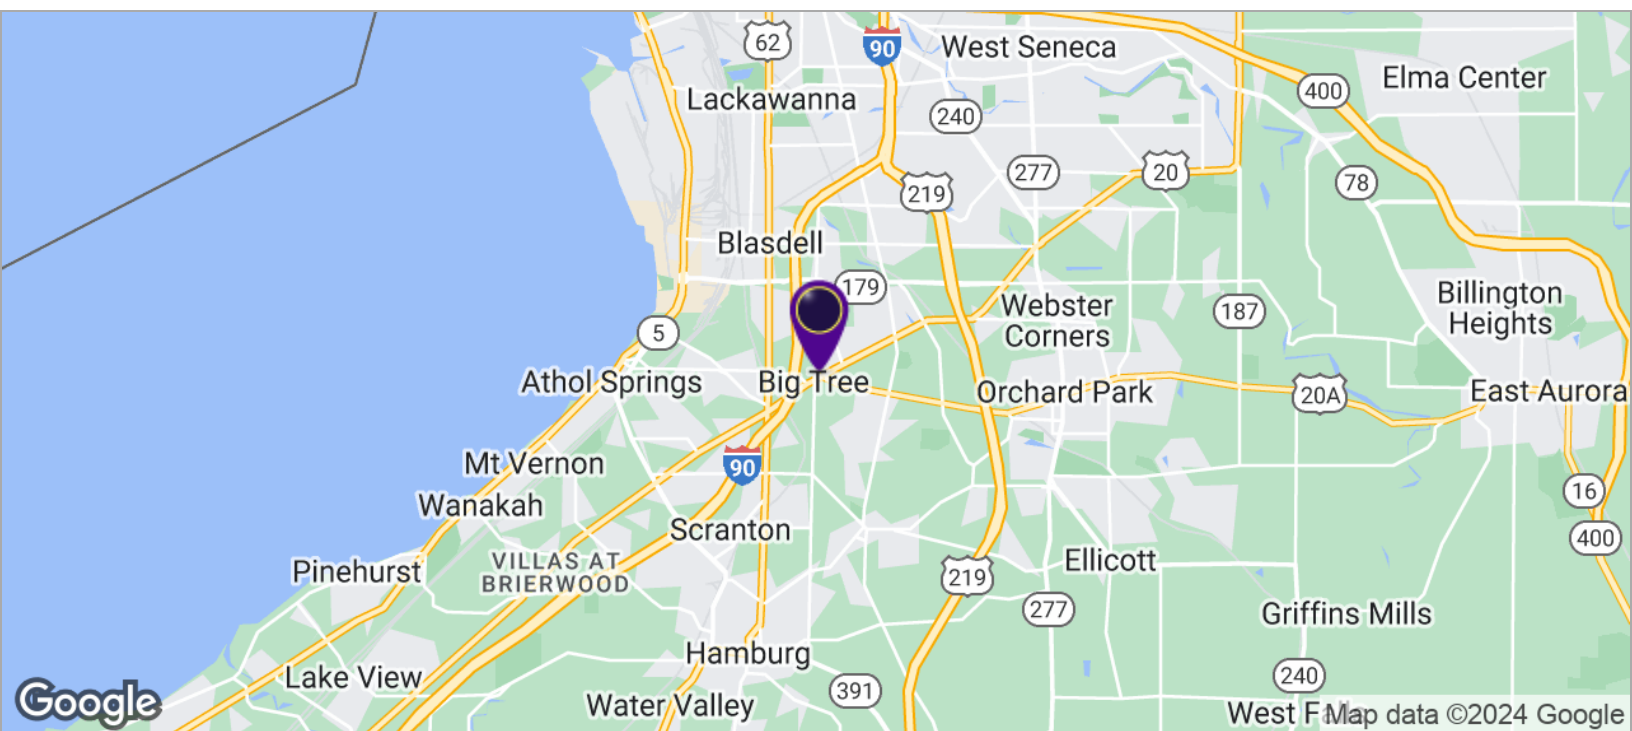 62
90
West Seneca
Elma Center
400
Lackawanna
240
277
20
78
219
Blasdell
179
Webster
Corners
187
Billington
Heights
5
Athol Springs
Big Tree
Orchard Park
20A
East Aurora
Mt Vernon
90
16
Wanakah
Scranton
400
VILLAS AT
BRIERWOOD
Pinehurst
Ellicott
219
277
Griffins Mills
Hamburg
Lake View
240
391
Water Valley
Google
West F
Map data ©2024 Google